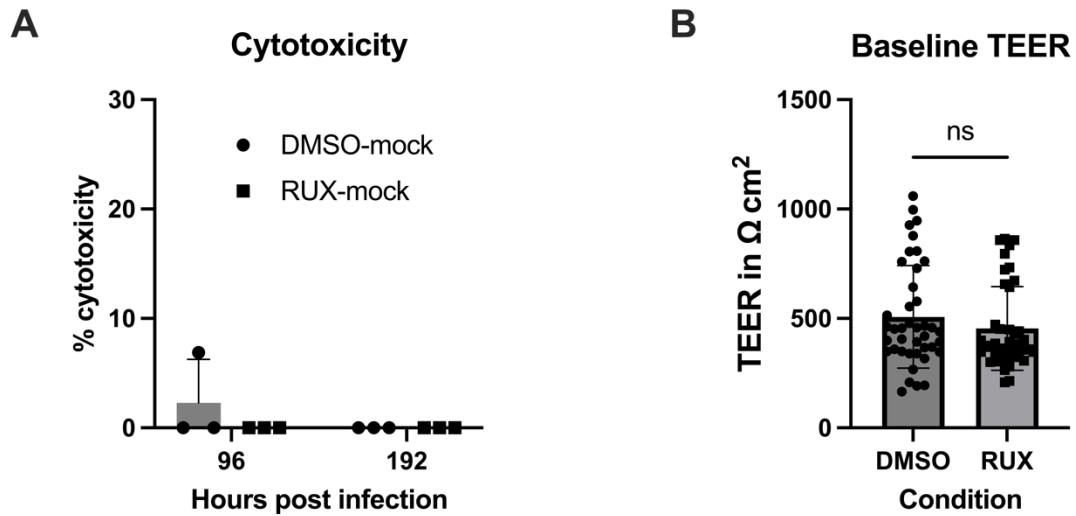 A
Cytotoxicity
30
20
10
0
% cytotoxicity
DMSO-mock
RUX-mock
96
192
Hours post infection
B
Baseline TEER
1500
1000
500
0
TEER in Ω cm²
ns
DMSO
RUX
Condition